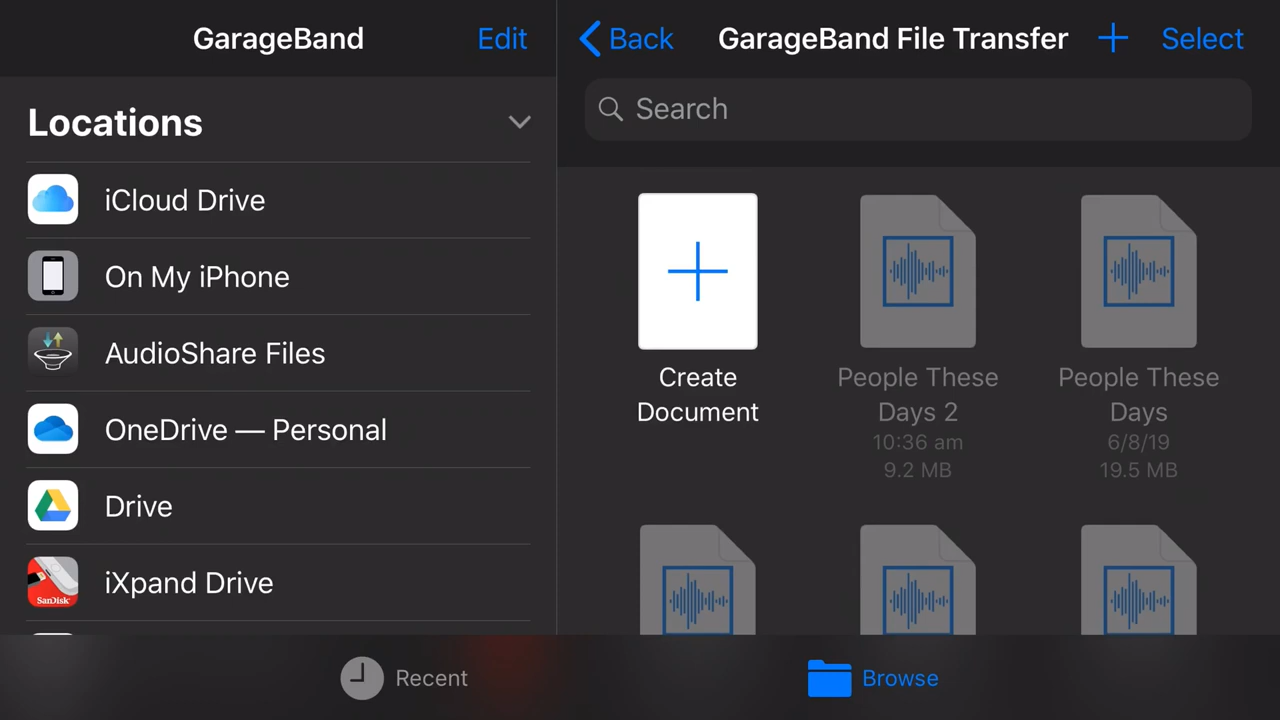 GarageBand
Edit
Locations
iCloud Drive
On My iPhone
AudioShare Files
OneDrive — Personal
Drive
SanDisk
iXpand Drive
Back
GarageBand File Transfer
Select
Search
Create
Document
People These
Days 2
10:36 am
9.2 MB
People These
Days
6/8/19
19.5 MB
Recent
Browse